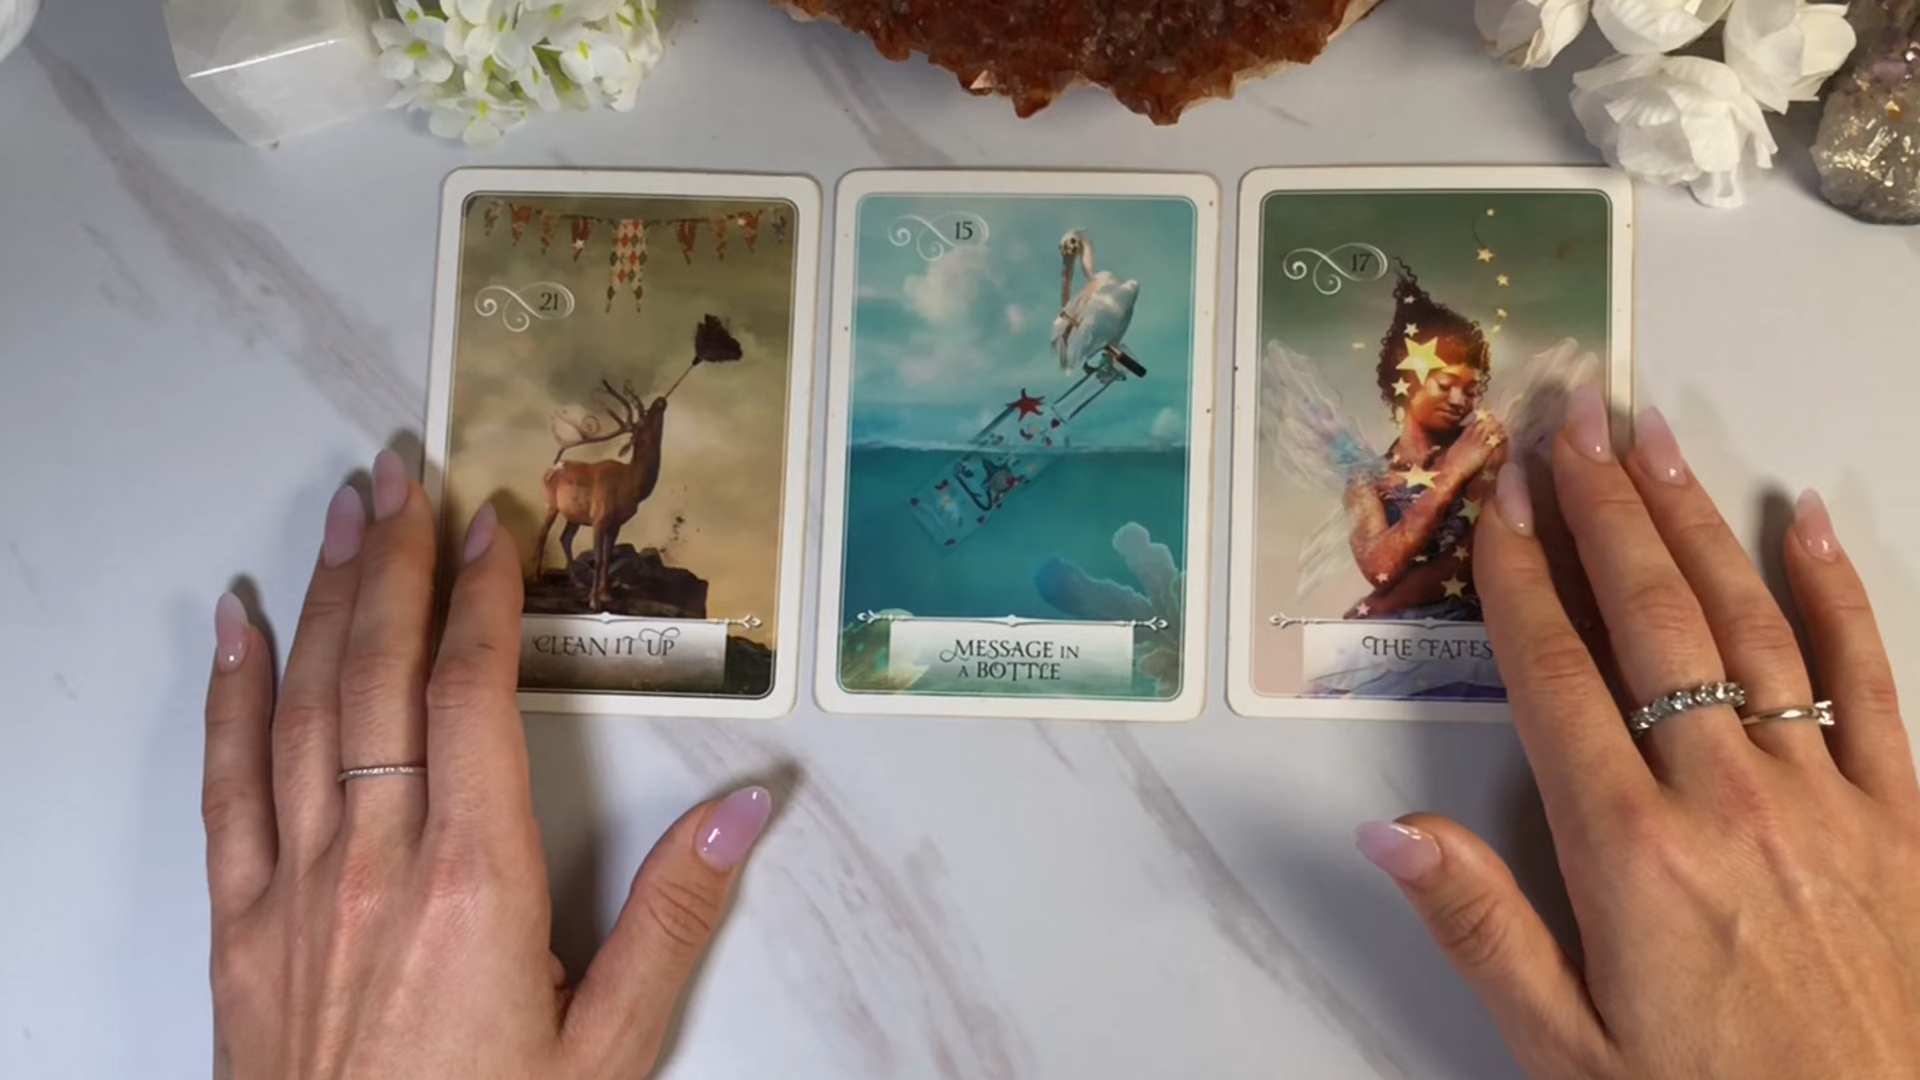 21
CLEAN IT UP
15
MESSAGE IN
A BOTTLE
17
THE FATES